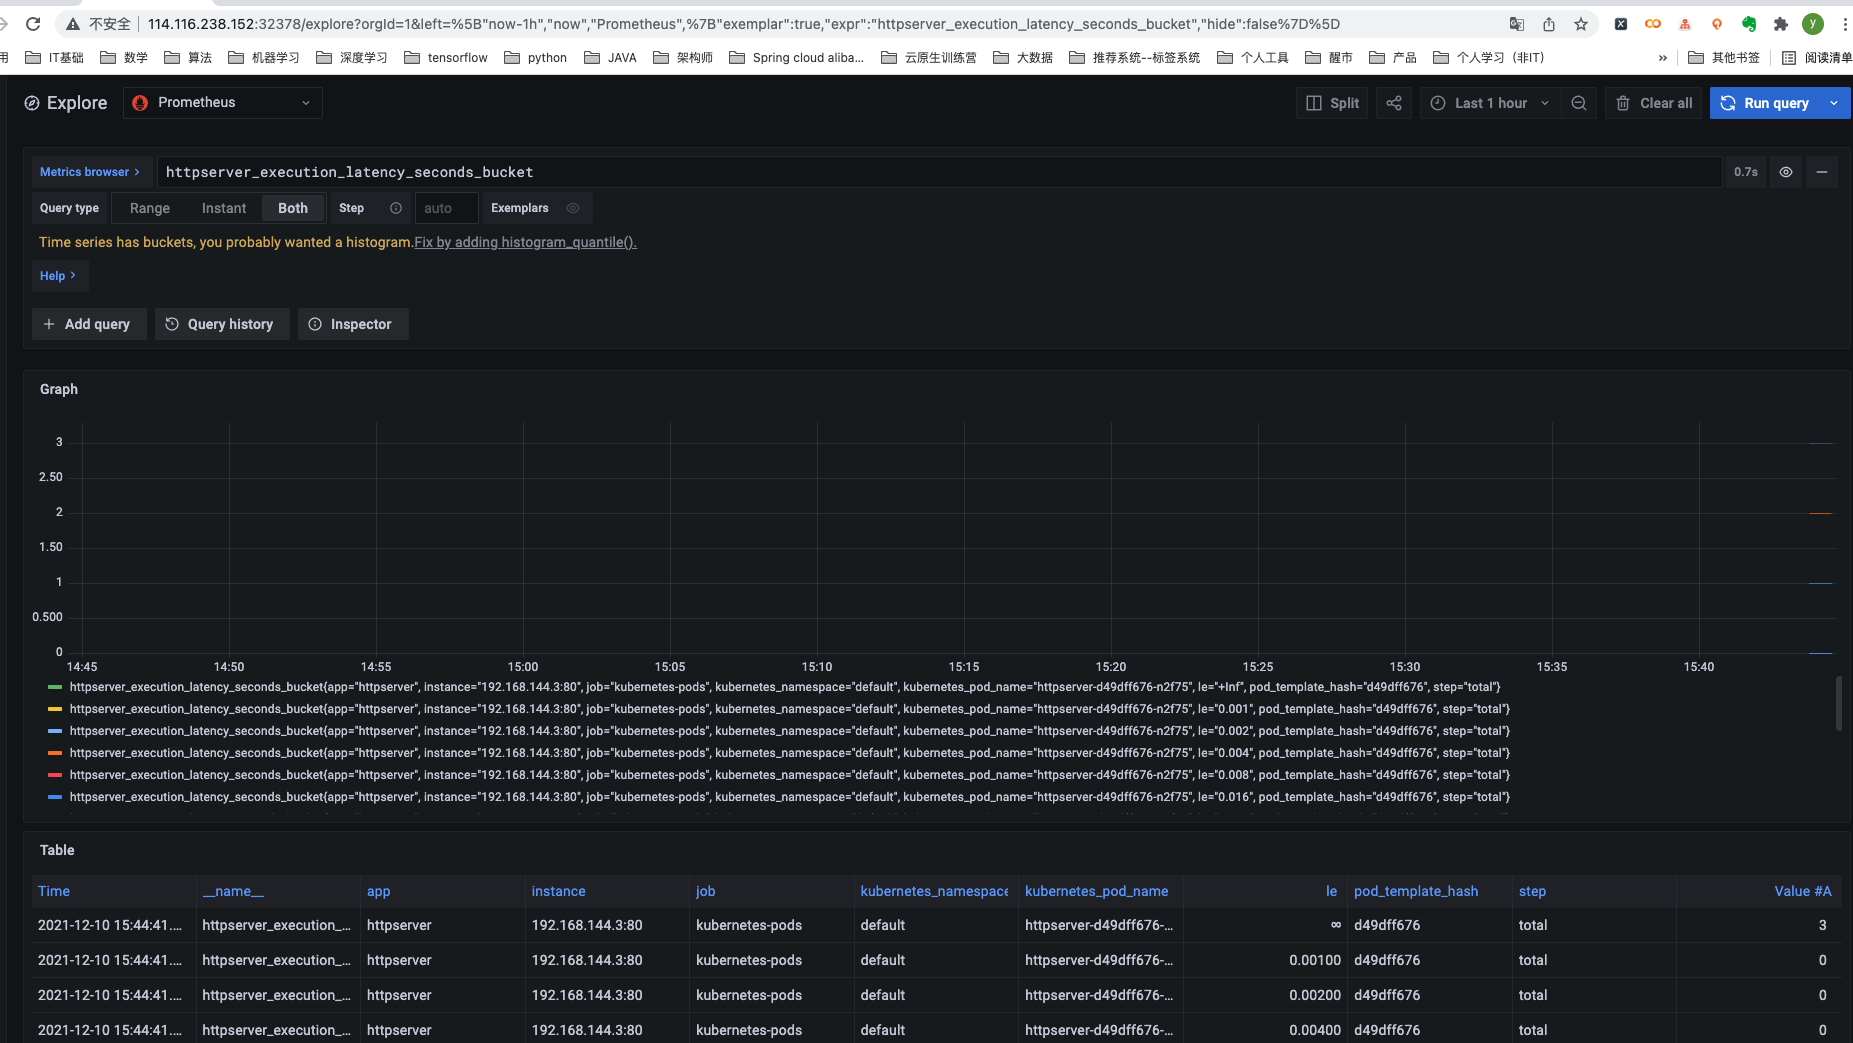 不安全 114.116.238.152:32378/explore?orgId=1&left=%5B"now-1h","now","Prometheus",%7B"exemplar":true,"expr":"httpserver_execution_latency_seconds_bucket","hide":false%7D%5D y
用 IT基础 数学 算法 机器学习 深度学习 tensorflow python JAVA 架构师 Spring cloud aliba... 云原生训练营 大数据 推荐系统--标签系统 个人工具 醒市 产品 个人学习（非IT） » 其他书签 阅读清单
Explore Prometheus Split Last 1 hour Clear all Run query
Metrics browser > httpserver_execution_latency_seconds_bucket 0.7s
Query type Range Instant Both Step auto Exemplars
Time series has buckets, you probably wanted a histogram.Fix by adding histogram_quantile().
Help >
+ Add query Query history Inspector
Graph
3
2.50
2
1.50
1
0.500
0
14:45 14:50 14:55 15:00 15:05 15:10 15:15 15:20 15:25 15:30 15:35 15:40
httpserver_execution_latency_seconds_bucket{app="httpserver", instance="192.168.144.3:80", job="kubernetes-pods", kubernetes_namespace="default", kubernetes_pod_name="httpserver-d49dff676-n2f75", le="+Inf", pod_template_hash="d49dff676", step="total"}
httpserver_execution_latency_seconds_bucket{app="httpserver", instance="192.168.144.3:80", job="kubernetes-pods", kubernetes_namespace="default", kubernetes_pod_name="httpserver-d49dff676-n2f75", le="0.001", pod_template_hash="d49dff676", step="total"}
httpserver_execution_latency_seconds_bucket{app="httpserver", instance="192.168.144.3:80", job="kubernetes-pods", kubernetes_namespace="default", kubernetes_pod_name="httpserver-d49dff676-n2f75", le="0.002", pod_template_hash="d49dff676", step="total"}
httpserver_execution_latency_seconds_bucket{app="httpserver", instance="192.168.144.3:80", job="kubernetes-pods", kubernetes_namespace="default", kubernetes_pod_name="httpserver-d49dff676-n2f75", le="0.004", pod_template_hash="d49dff676", step="total"}
httpserver_execution_latency_seconds_bucket{app="httpserver", instance="192.168.144.3:80", job="kubernetes-pods", kubernetes_namespace="default", kubernetes_pod_name="httpserver-d49dff676-n2f75", le="0.008", pod_template_hash="d49dff676", step="total"}
httpserver_execution_latency_seconds_bucket{app="httpserver", instance="192.168.144.3:80", job="kubernetes-pods", kubernetes_namespace="default", kubernetes_pod_name="httpserver-d49dff676-n2f75", le="0.016", pod_template_hash="d49dff676", step="total"}
Table
Time __name__ app instance job kubernetes_namespace kubernetes_pod_name le pod_template_hash step Value #A
2021-12-10 15:44:41.... httpserver_execution_... httpserver 192.168.144.3:80 kubernetes-pods default httpserver-d49dff676-... ∞ d49dff676 total 3
2021-12-10 15:44:41.... httpserver_execution_... httpserver 192.168.144.3:80 kubernetes-pods default httpserver-d49dff676-... 0.00100 d49dff676 total 0
2021-12-10 15:44:41.... httpserver_execution_... httpserver 192.168.144.3:80 kubernetes-pods default httpserver-d49dff676-... 0.00200 d49dff676 total 0
2021-12-10 15:44:41.... httpserver_execution_... httpserver 192.168.144.3:80 kubernetes-pods default httpserver-d49dff676-... 0.00400 d49dff676 total 0